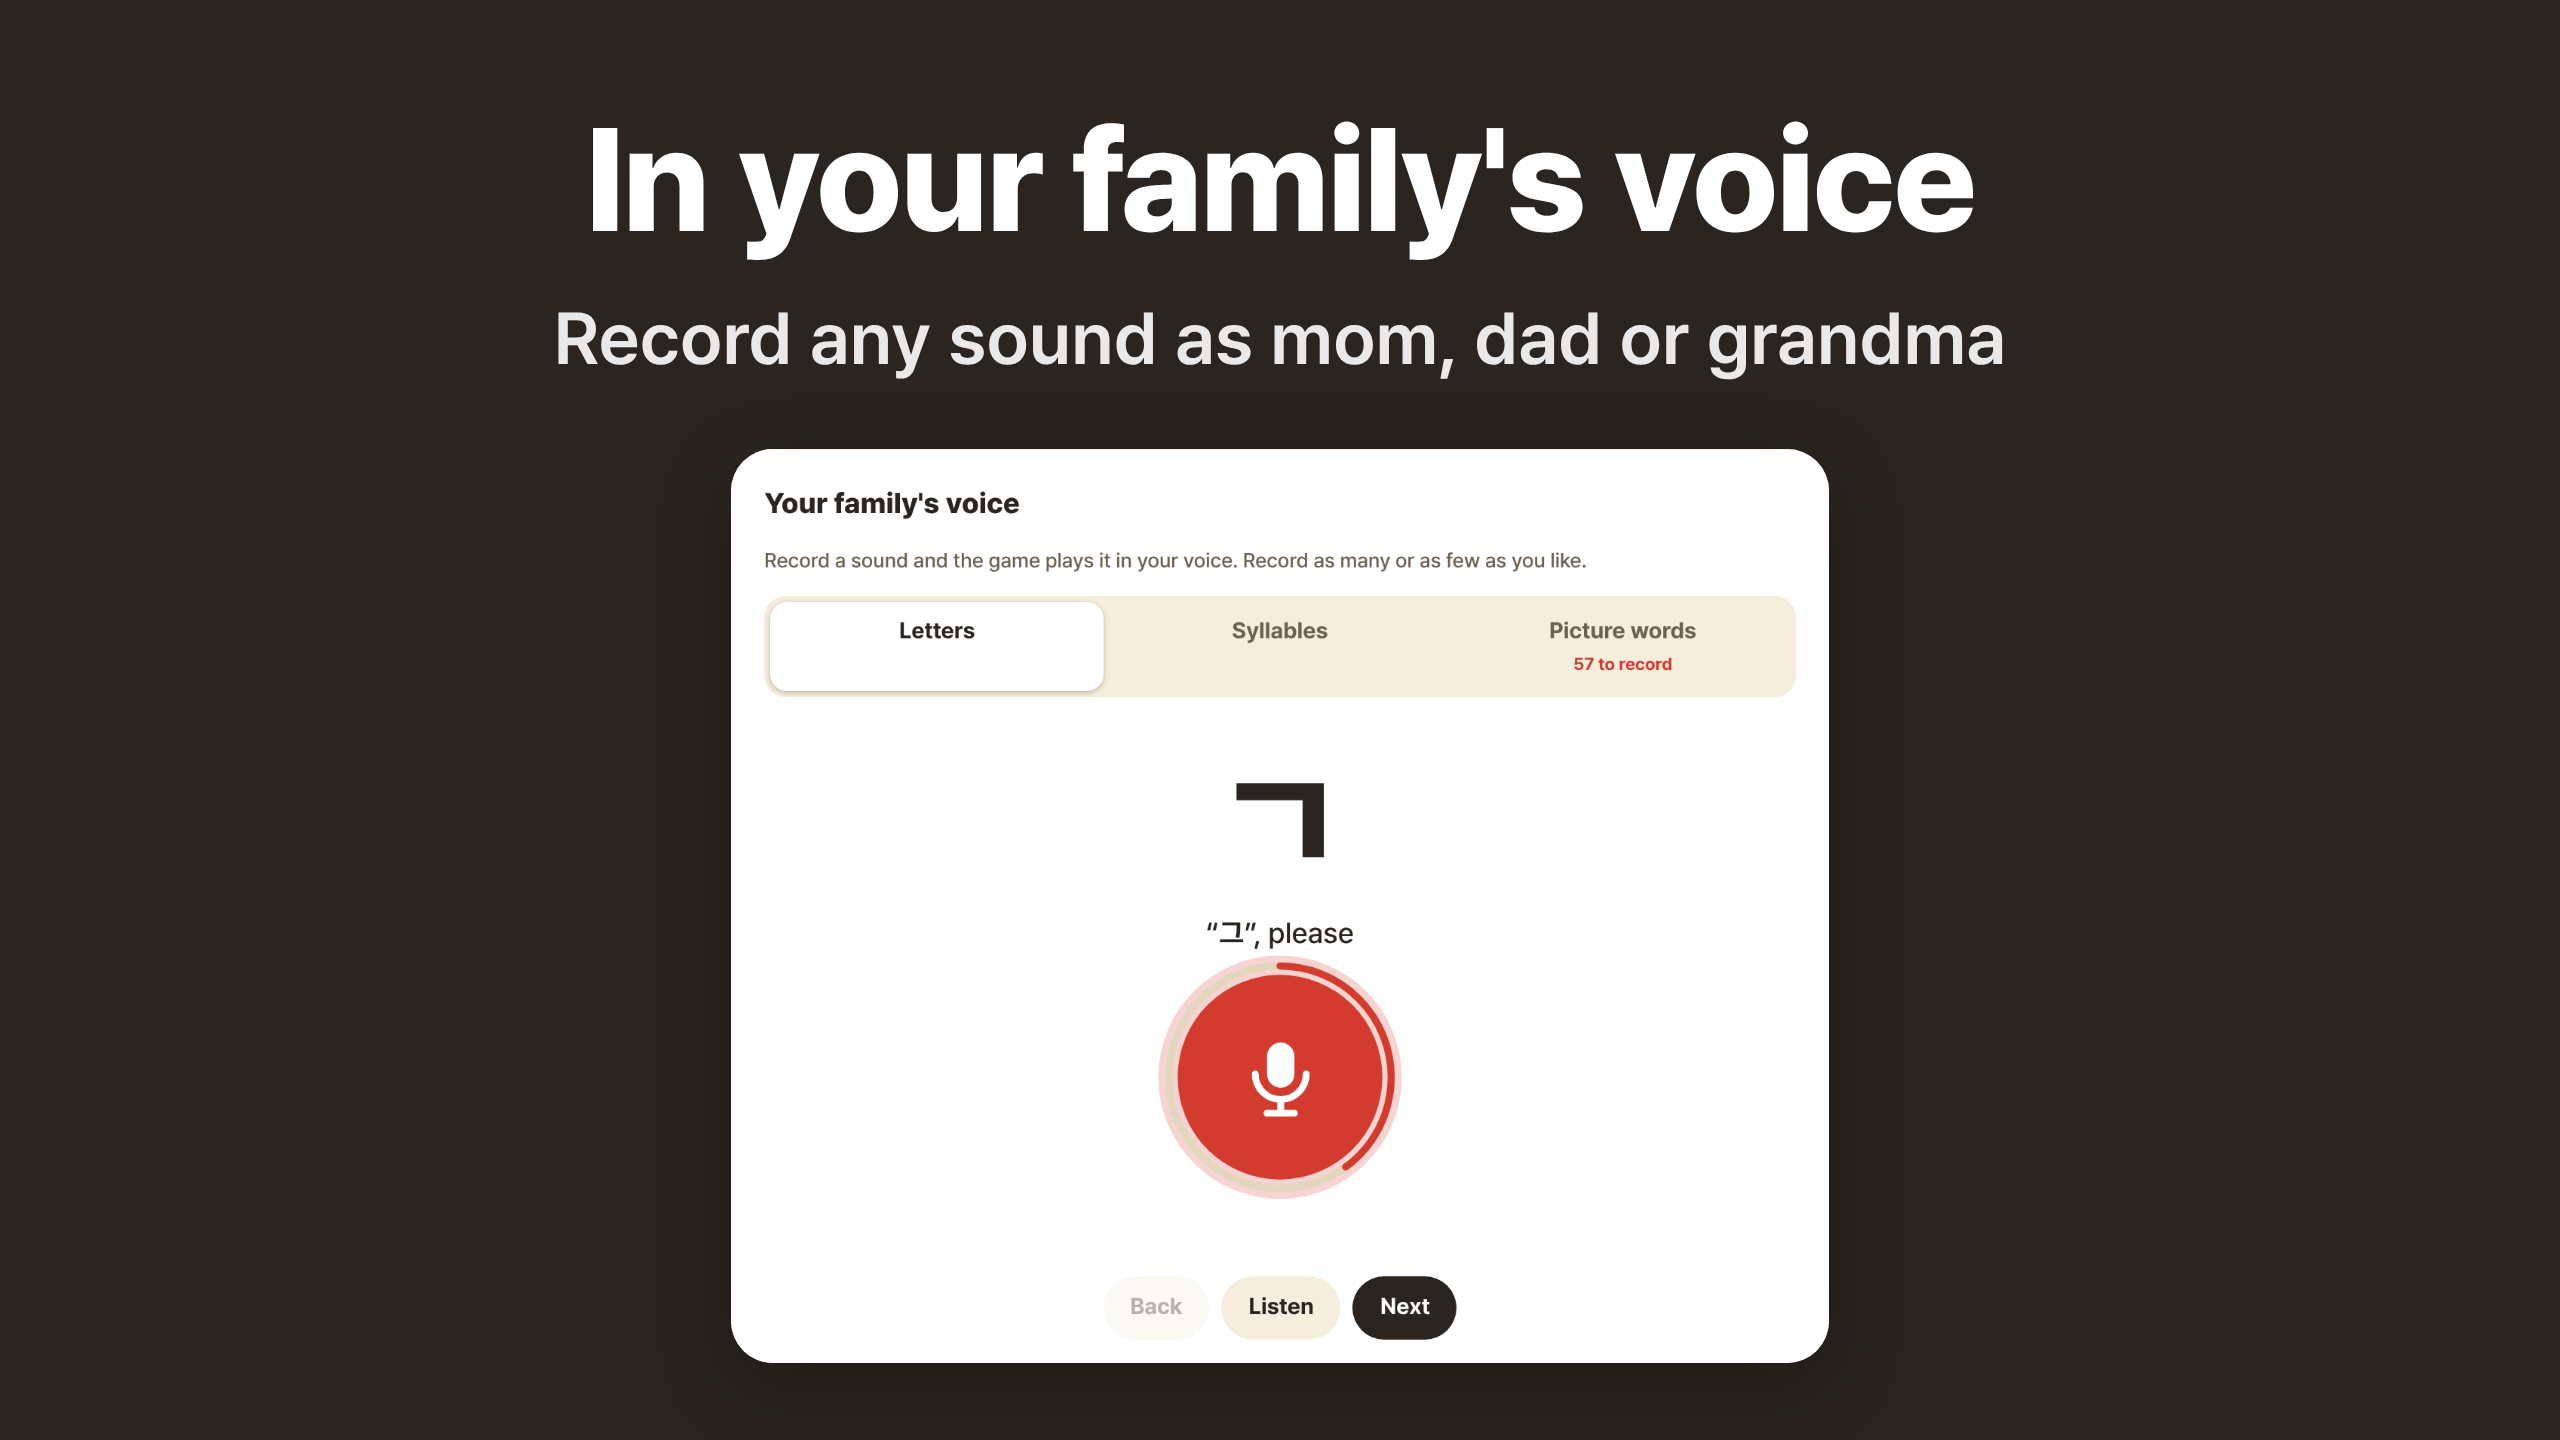 In your family's voice
Record any sound as mom, dad or grandma
Your family's voice
Record a sound and the game plays it in your voice. Record as many or as few as you like.
Letters
Syllables
Picture words
57 to record
ㄱ
“그”, please
Back
Listen
Next